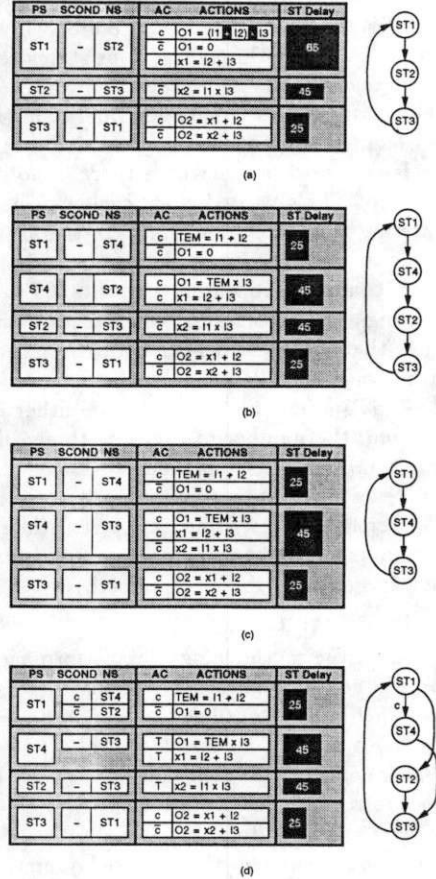 PS SCOND NS AC ACTIONS ST Delay
ST1 – ST2
c O1 = (I1 + I2) x I3
c̅ O1 = 0
c x1 = I2 + I3
65
ST2 – ST3 c̅ x2 = I1 x I3 45
ST3 – ST1
c O2 = x1 + I2
c̅ O2 = x2 + I3
25
ST1
ST2
ST3
(a)
PS SCOND NS AC ACTIONS ST Delay
ST1 – ST4
c TEM = I1 + I2
c̅ O1 = 0
25
ST4 – ST2
c O1 = TEM x I3
c x1 = I2 + I3
45
ST2 – ST3 c̅ x2 = I1 x I3 45
ST3 – ST1
c O2 = x1 + I2
c̅ O2 = x2 + I3
25
ST1
ST4
ST2
ST3
(b)
PS SCOND NS AC ACTIONS ST Delay
ST1 – ST4
c TEM = I1 + I2
c̅ O1 = 0
25
ST4 – ST3
c O1 = TEM x I3
c x1 = I2 + I3
c̅ x2 = I1 x I3
45
ST3 – ST1
c O2 = x1 + I2
c̅ O2 = x2 + I3
25
ST1
ST4
ST3
(c)
PS SCOND NS AC ACTIONS ST Delay
ST1
c ST4
c̅ ST2
c TEM = I1 + I2
c̅ O1 = 0
25
ST4 – ST3
T O1 = TEM x I3
T x1 = I2 + I3
45
ST2 – ST3 T x2 = I1 x I3 45
ST3 – ST1
c O2 = x1 + I2
c̅ O2 = x2 + I3
25
ST1
c
ST4
ST2
ST3
(d)